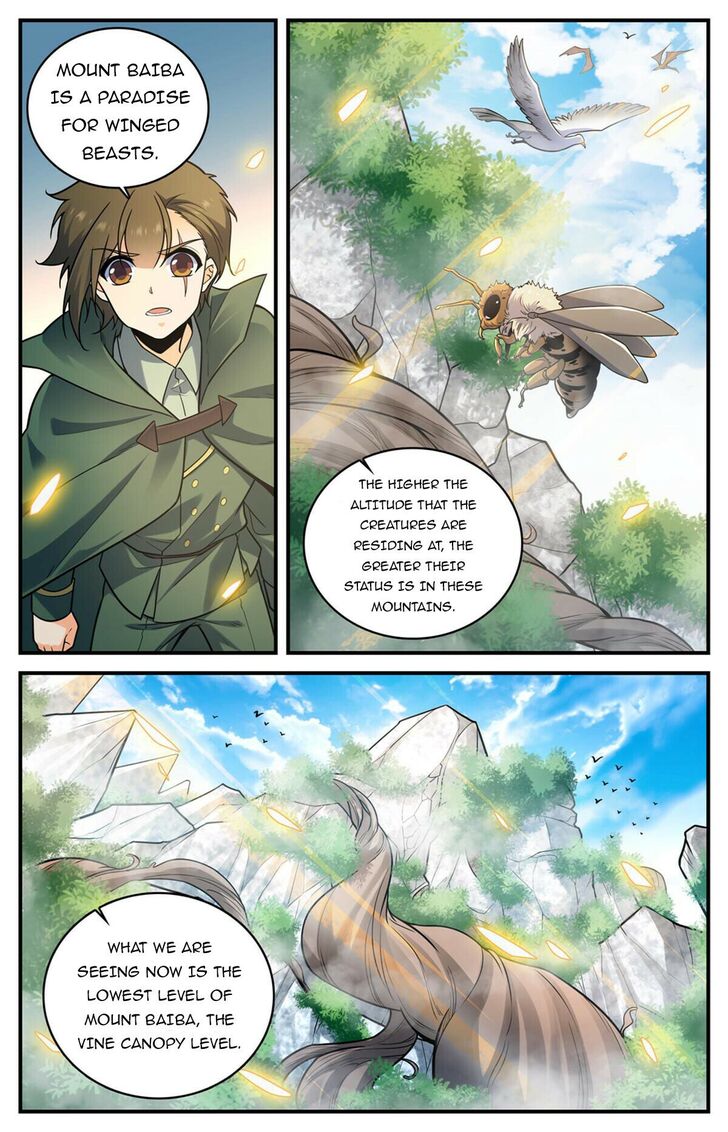 MOUNT BAIBA
IS A PARADISE
FOR WINGED
BEASTS.
THE HIGHER THE
ALTITUDE THAT THE
CREATURES ARE
RESIDING AT, THE
GREATER THEIR
STATUS IS IN THESE
MOUNTAINS.
WHAT WE ARE
SEEING NOW IS THE
LOWEST LEVEL OF
MOUNT BAIBA, THE
VINE CANOPY LEVEL.